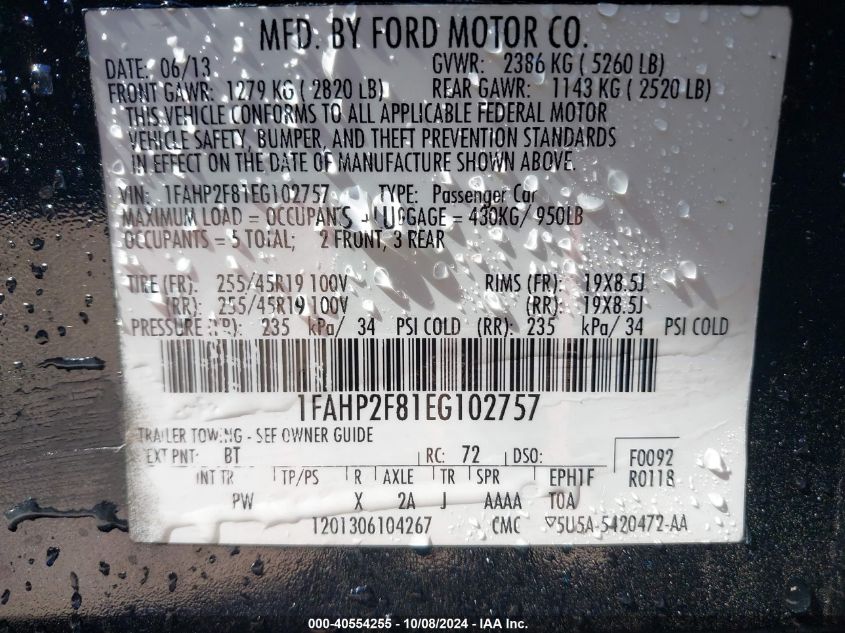 MFD. BY FORD MOTOR CO.
DATE: 06/13 GVWR: 2386 KG ( 5260 LB)
FRONT GAWR: 1279 KG ( 2820 LB) REAR GAWR: 1143 KG ( 2520 LB)
THIS VEHICLE CONFORMS TO ALL APPLICABLE FEDERAL MOTOR
VEHICLE SAFETY, BUMPER, AND THEFT PREVENTION STANDARDS
IN EFFECT ON THE DATE OF MANUFACTURE SHOWN ABOVE.
VIN: 1FAHP2F81EG102757 TYPE: Passenger Car
MAXIMUM LOAD = OCCUPANTS + LUGGAGE = 430KG/ 950LB
OCCUPANTS = 5 TOTAL; 2 FRONT, 3 REAR
TIRE (FR): 255/45R19 100V RIMS (FR): 19X8.5J
(RR): 255/45R19 100V (RR): 19X8.5J
PRESSURE (FR): 235 kPa/ 34 PSI COLD (RR): 235 kPa/ 34 PSI COLD
1FAHP2F81EG102757
TRAILER TOWING - SEE OWNER GUIDE
EXT PNT: BT RC: 72 DSO: F0092
INT TR TP/PS R AXLE TR SPR EPH1F R0118
PW X 2A J AAAA TOA
1201306104267 CMC 5U5A-5420472-AA
000-40554255 - 10/08/2024 - IAA Inc.